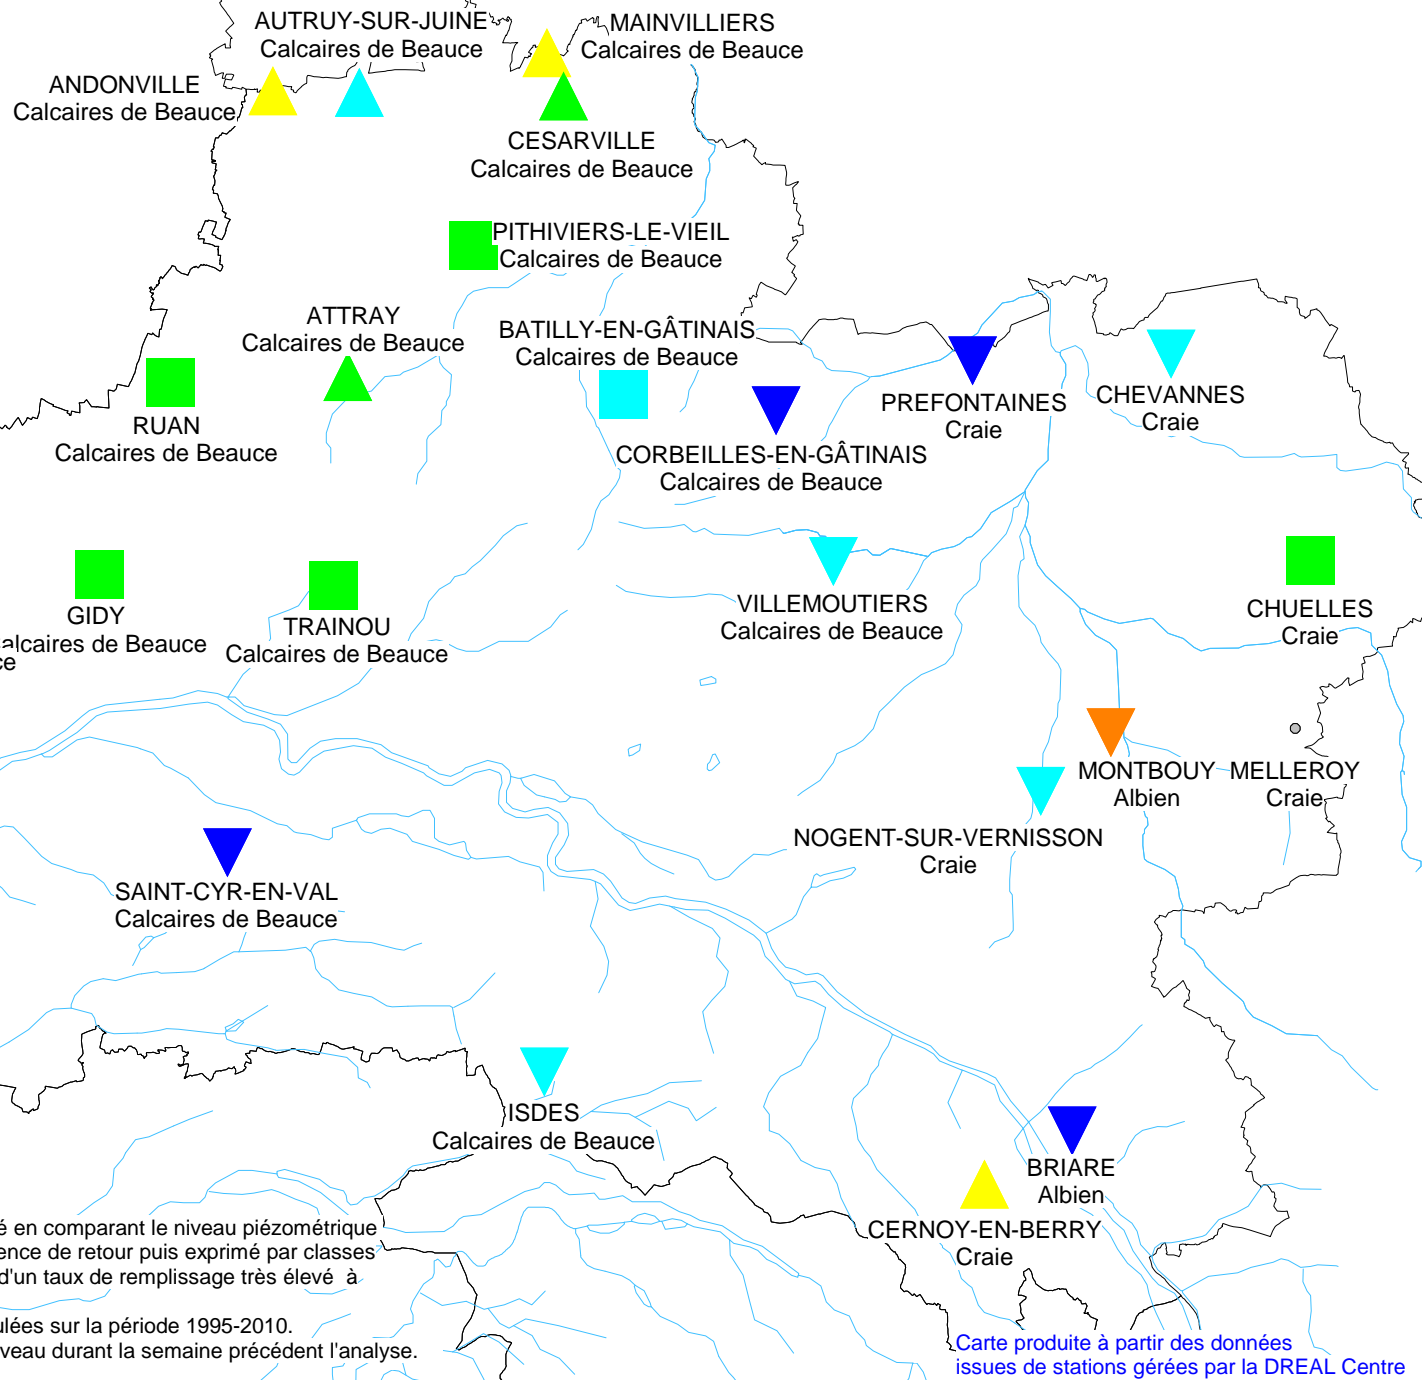 AUTRUY-SUR-JUINE
Calcaires de Beauce
MAINVILLIERS
Calcaires de Beauce
ANDONVILLE
Calcaires de Beauce
CESARVILLE
Calcaires de Beauce
PITHIVIERS-LE-VIEIL
Calcaires de Beauce
ATTRAY
Calcaires de Beauce
BATILLY-EN-GÂTINAIS
Calcaires de Beauce
PREFONTAINES
Craie
CHEVANNES
Craie
RUAN
Calcaires de Beauce
CORBEILLES-EN-GÂTINAIS
Calcaires de Beauce
GIDY
alcaires de Beauce
ce
TRAINOU
Calcaires de Beauce
VILLEMOUTIERS
Calcaires de Beauce
CHUELLES
Craie
MONTBOUY
Albien
MELLEROY
Craie
NOGENT-SUR-VERNISSON
Craie
SAINT-CYR-EN-VAL
Calcaires de Beauce
ISDES
Calcaires de Beauce
BRIARE
Albien
CERNOY-EN-BERRY
Craie
é en comparant le niveau piézométrique
ence de retour puis exprimé par classes
d'un taux de remplissage très élevé à
ulées sur la période 1995-2010.
veau durant la semaine précédent l'analyse.
Carte produite à partir des données
issues de stations gérées par la DREAL Centre